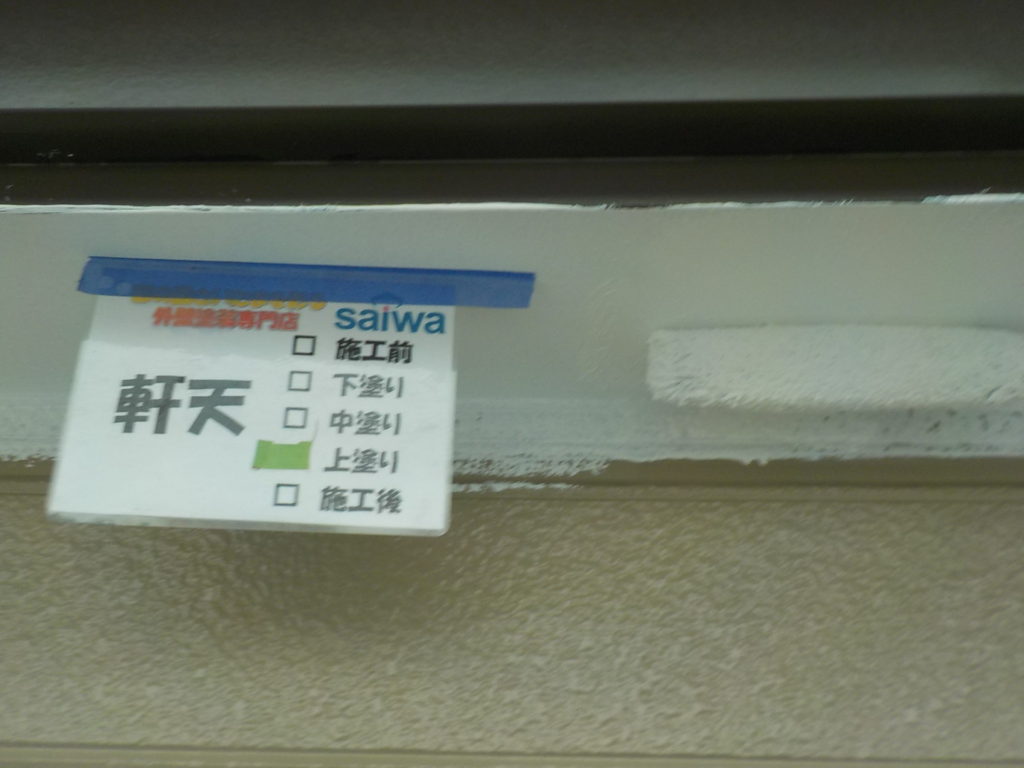 外壁塗装専門店
saiwa
軒天
施工前
下塗り
中塗り
上塗り
施工後